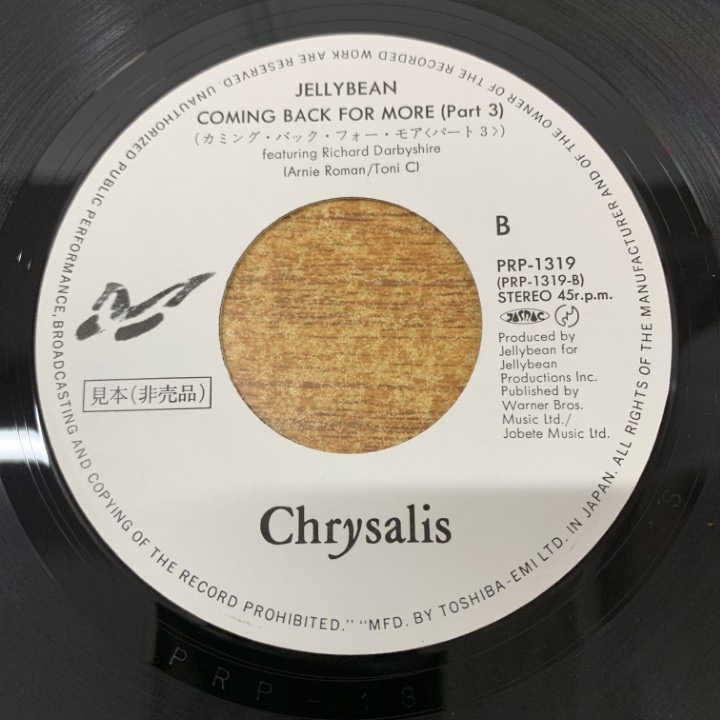 JELLYBEAN
COMING BACK FOR MORE (Part 3)
(カミング・バック・フォー・モア〈パート3〉)
featuring Richard Darbyshire
(Arnie Roman/Toni C)
B
PRP-1319
(PRP-1319-B)
STEREO 45r.p.m.
JASRAC
Produced by
Jellybean for
Jellybean
Productions Inc.
Published by
Warner Bros.
Music Ltd./
Jobete Music Ltd.
見本(非売品)
Chrysalis
ALL RIGHTS OF THE MANUFACTURER AND OF THE OWNER OF THE RECORDED WORK ARE RESERVED. UNAUTHORIZED PUBLIC PERFORMANCE, BROADCASTING AND COPYING OF THE RECORD PROHIBITED." "MFD. BY TOSHIBA-EMI LTD. IN JAPAN.
PRP-13